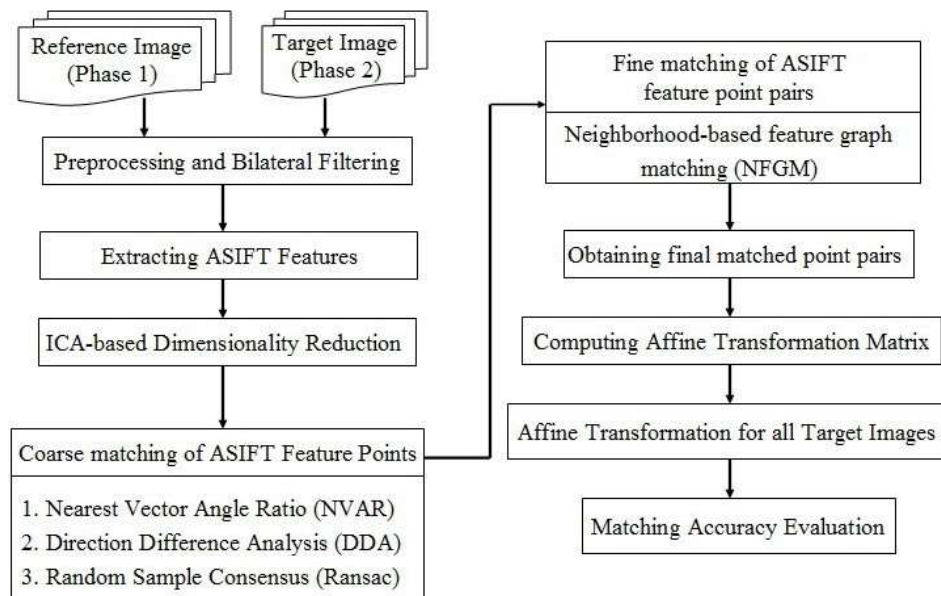 Reference Image
(Phase 1)
Target Image
(Phase 2)
Preprocessing and Bilateral Filtering
Extracting ASIFT Features
ICA-based Dimensionality Reduction
Coarse matching of ASIFT Feature Points
1. Nearest Vector Angle Ratio (NVAR)
2. Direction Difference Analysis (DDA)
3. Random Sample Consensus (Ransac)
Fine matching of ASIFT
feature point pairs
Neighborhood-based feature graph
matching (NFGM)
Obtaining final matched point pairs
Computing Affine Transformation Matrix
Affine Transformation for all Target Images
Matching Accuracy Evaluation